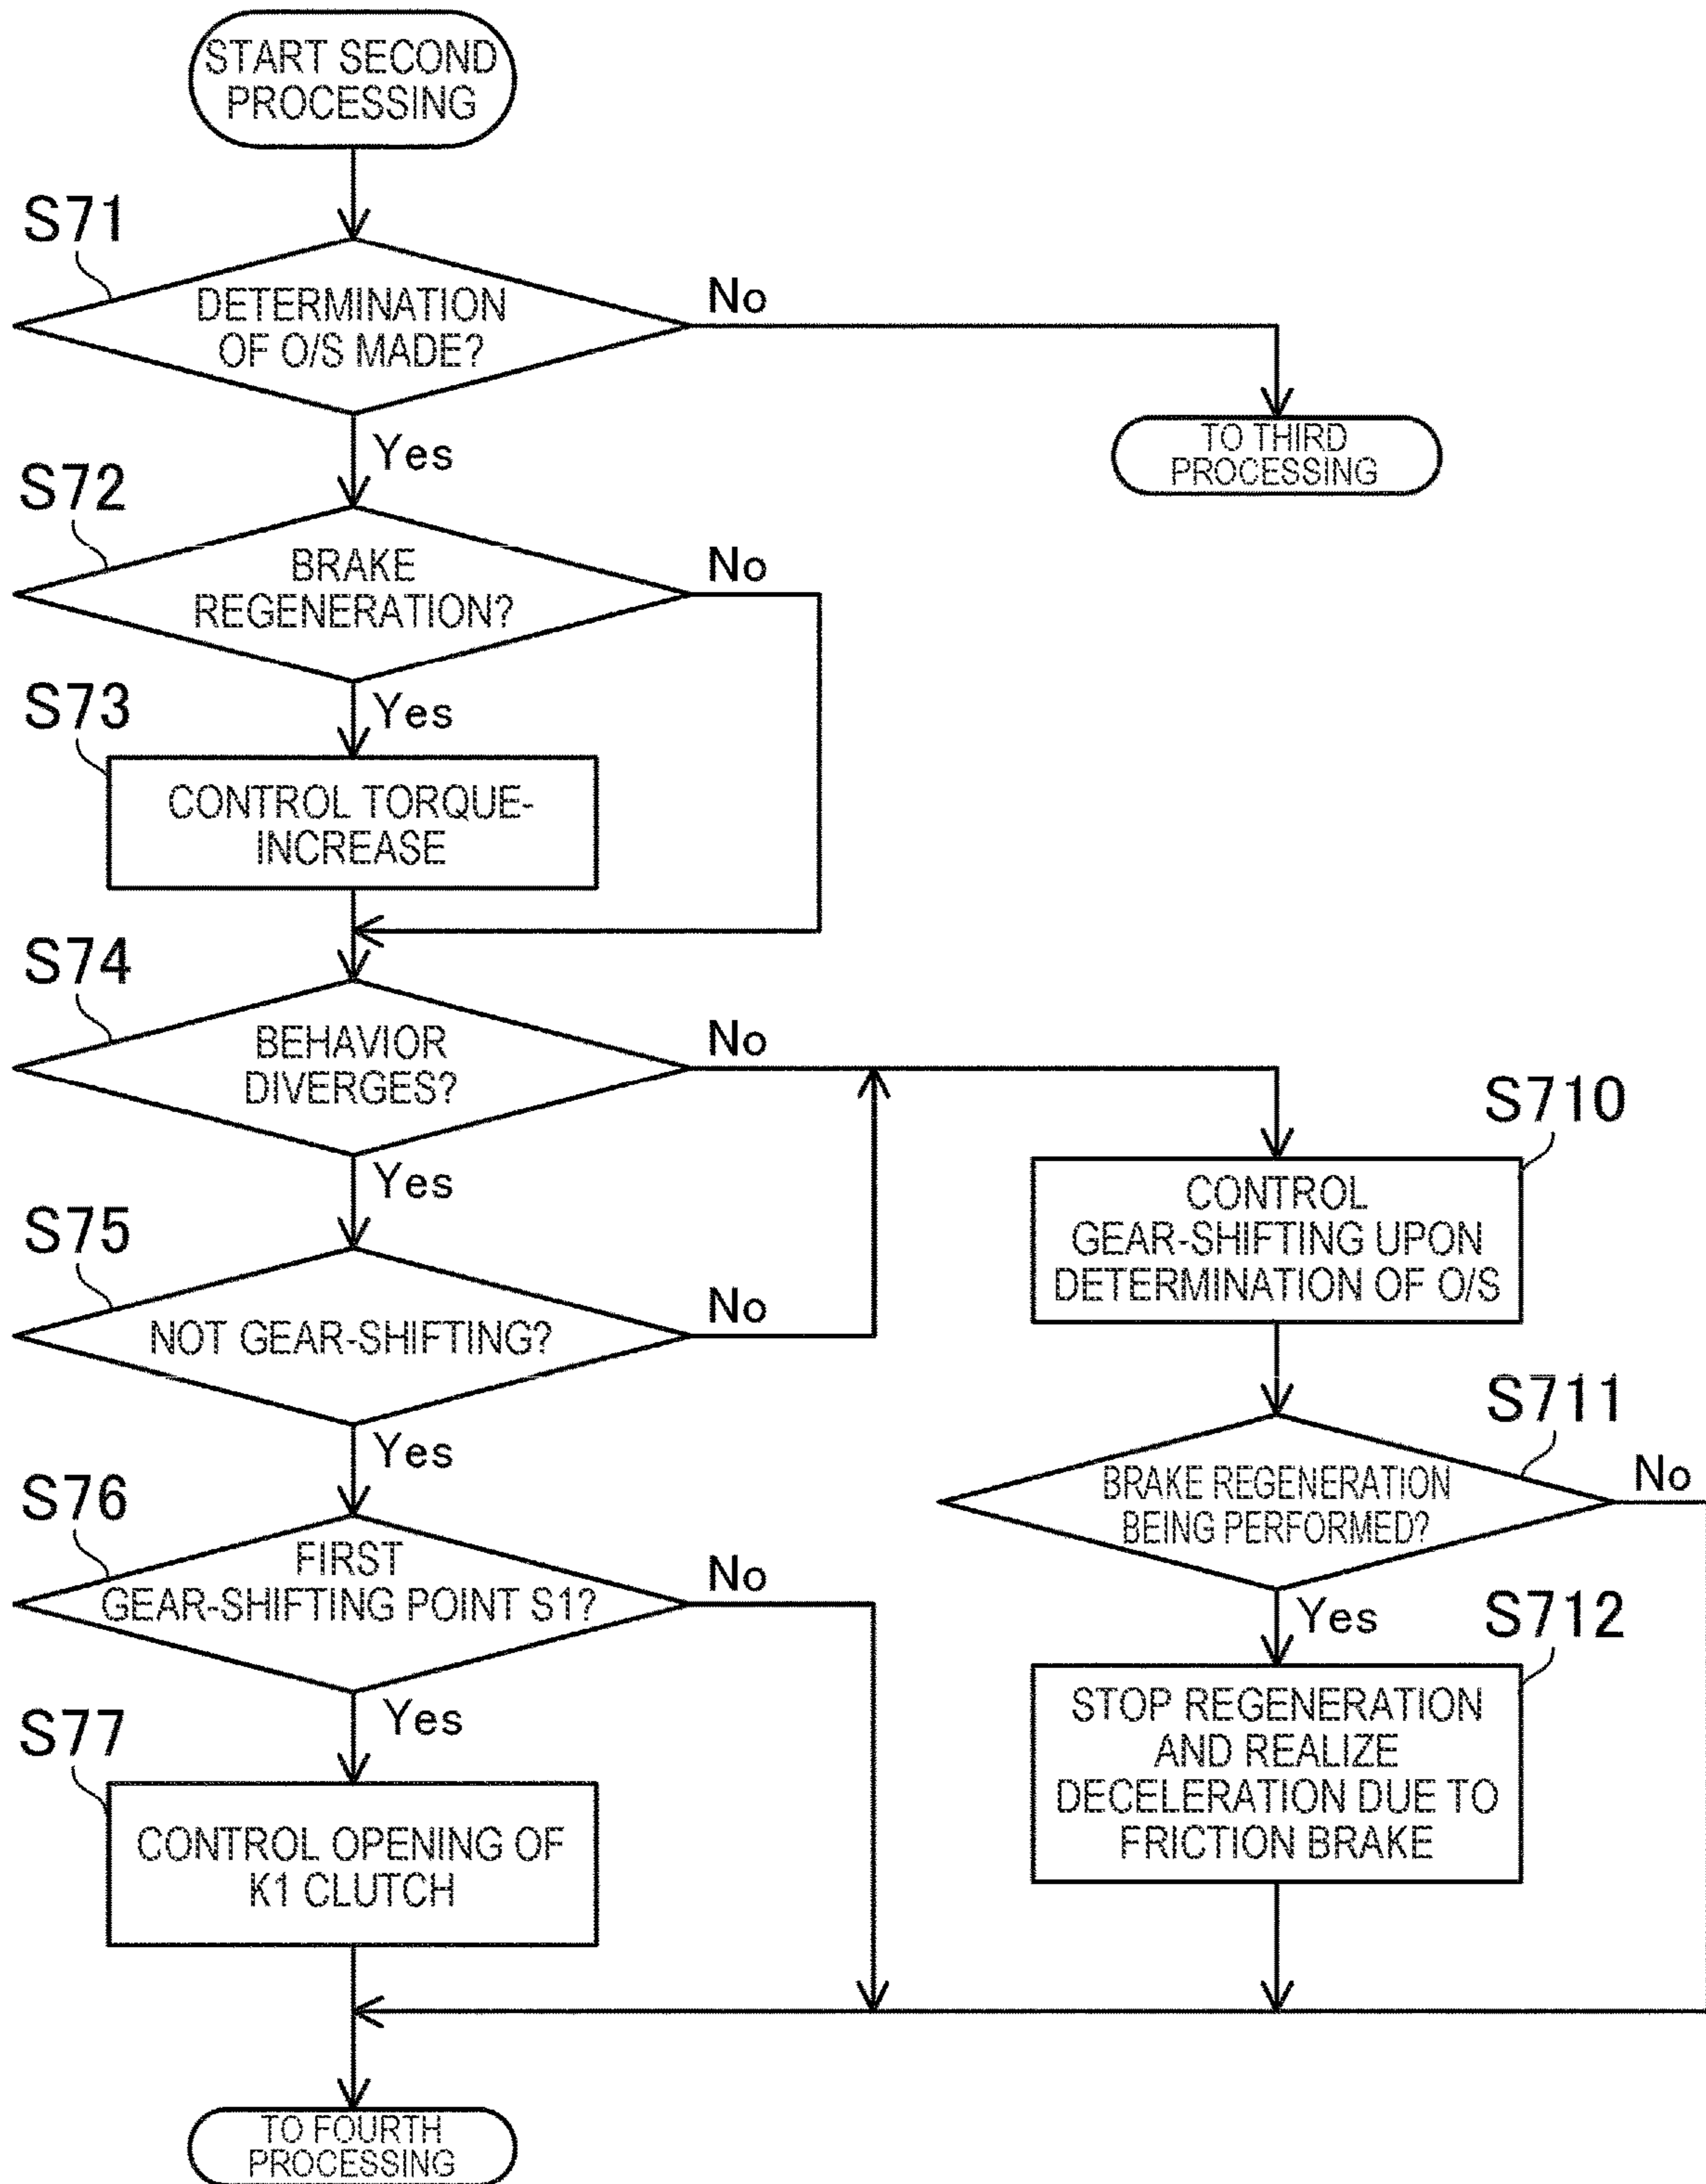 START SECOND
PROCESSING
S71
DETERMINATION
OF O/S MADE?
No
TO THIRD
PROCESSING
Yes
S72
BRAKE
REGENERATION?
No
Yes
S73
CONTROL TORQUE-
INCREASE
S74
BEHAVIOR
DIVERGES?
No
Yes
S75
NOT GEAR-SHIFTING?
No
Yes
S76
FIRST
GEAR-SHIFTING POINT S1?
No
Yes
S77
CONTROL OPENING OF
K1 CLUTCH
S710
CONTROL
GEAR-SHIFTING UPON
DETERMINATION OF O/S
S711
BRAKE REGENERATION
BEING PERFORMED?
No
Yes
S712
STOP REGENERATION
AND REALIZE
DECELERATION DUE TO
FRICTION BRAKE
TO FOURTH
PROCESSING